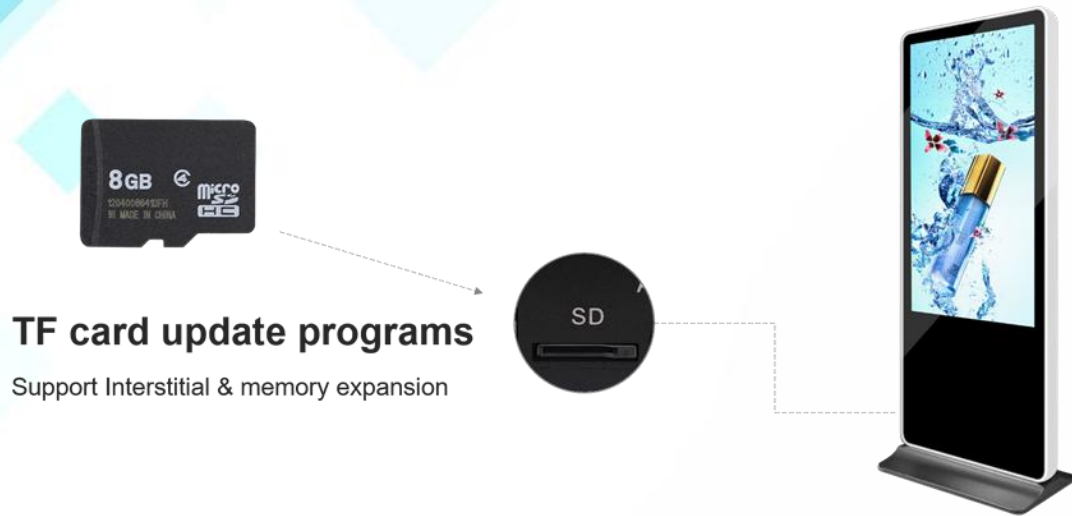 8GB
Micro
SD
HC
MADE IN CHINA
SD
TF card update programs
Support Interstitial & memory expansion